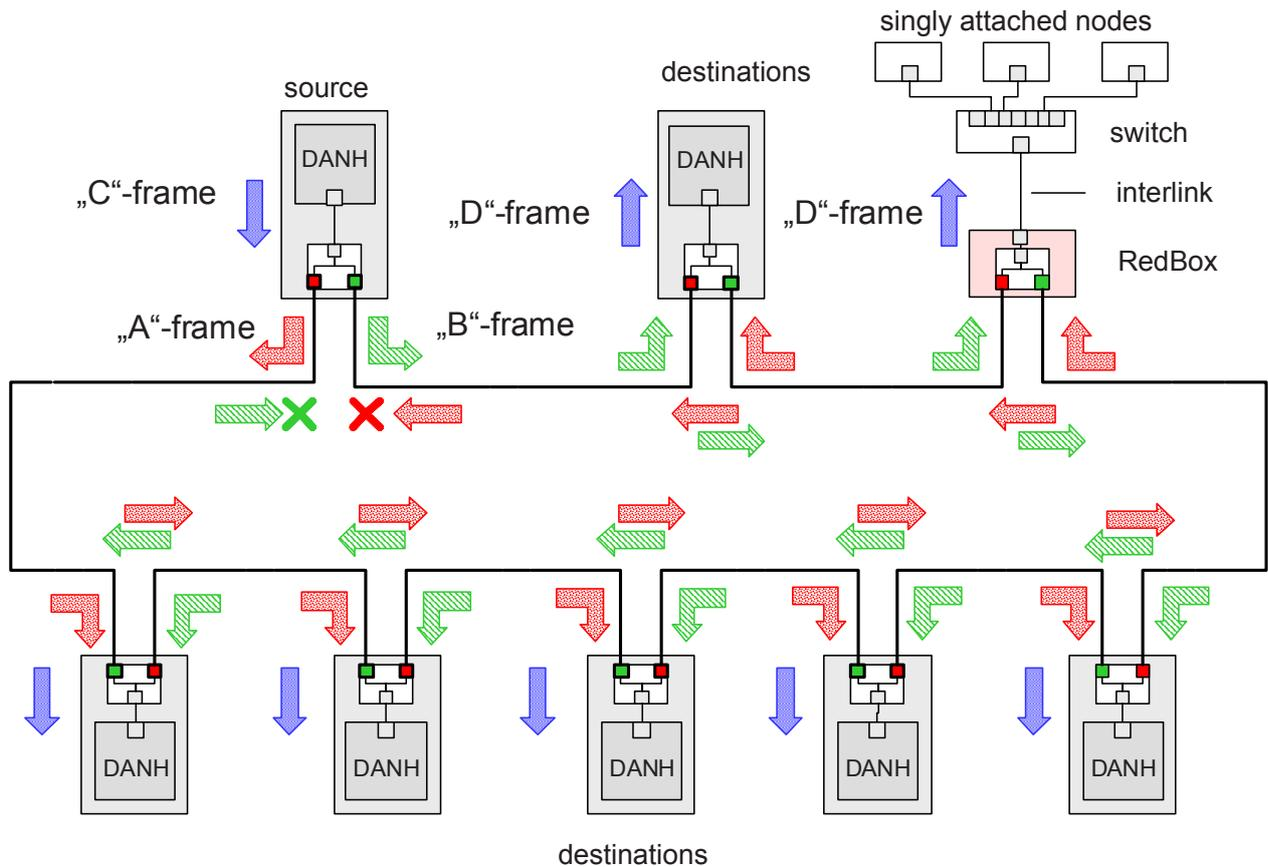 singly attached nodes
destinations
source
DANH
DANH
switch
„C“-frame
interlink
„D“-frame
„D“-frame
RedBox
„A“-frame
„B“-frame
DANH
DANH
DANH
DANH
DANH
destinations